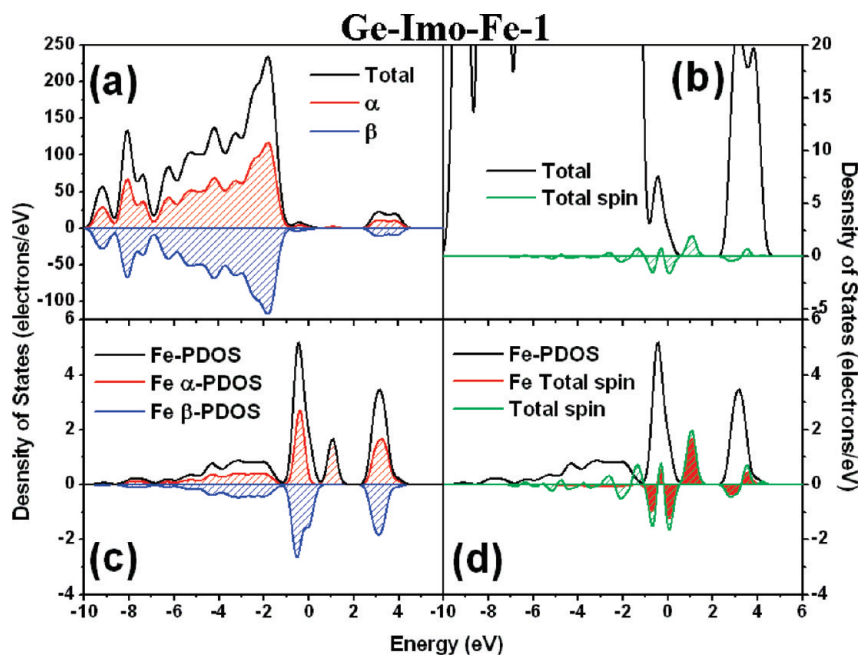 Ge-Imo-Fe-1
(a)
Total
α
β
250
200
150
100
50
0
-50
-100
(b)
Total
Total spin
20
15
10
5
0
-5
Desnsity of States (electrons/eV)
Desnsity of States (electrons/eV)
(c)
Fe-PDOS
Fe α-PDOS
Fe β-PDOS
6
4
2
0
-2
-4
(d)
Fe-PDOS
Fe Total spin
Total spin
6
4
2
0
-2
-4
-10 -8 -6 -4 -2 0 2 4
-10 -8 -6 -4 -2 0 2 4 6
Energy (eV)